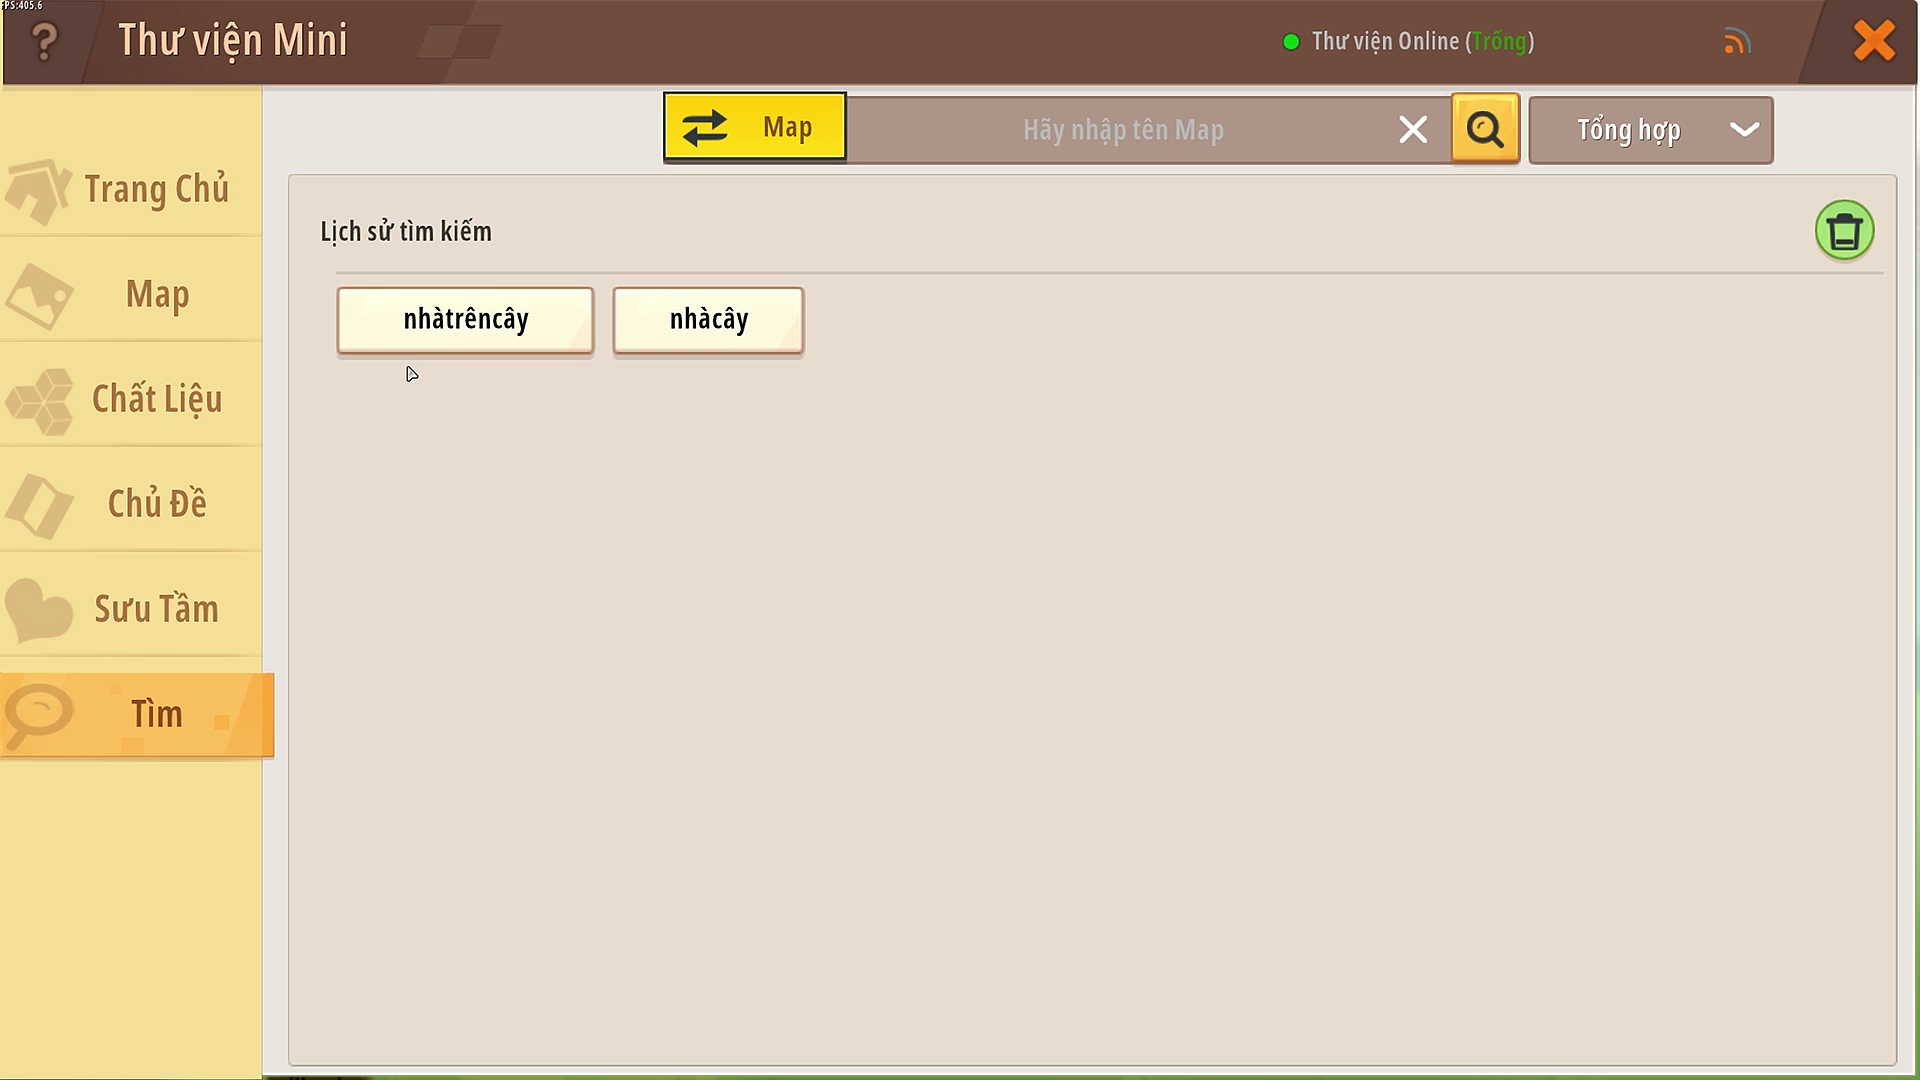 FPS:405.6
Thư viện Mini
Thư viện Online (Trống)
Map
Hãy nhập tên Map
Tổng hợp
Trang Chủ
Map
Chất Liệu
Chủ Đề
Sưu Tầm
Tìm
Lịch sử tìm kiếm
nhàtrêncây
nhàcây